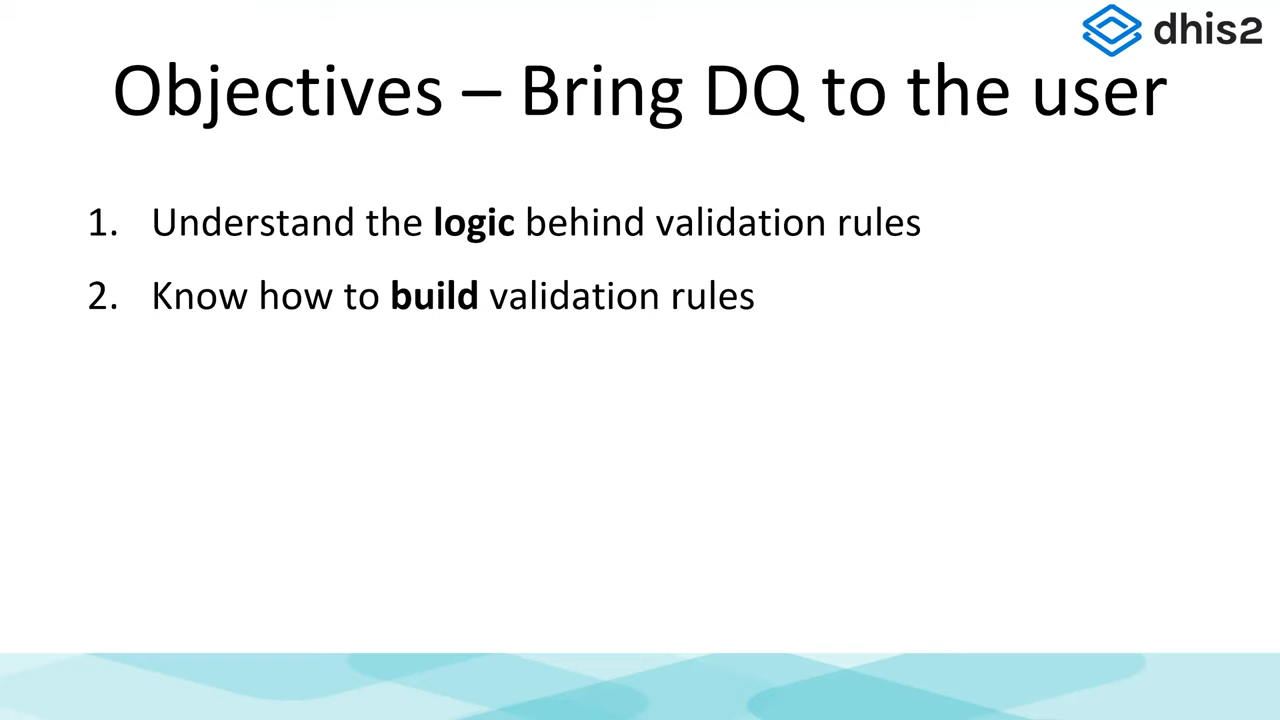 dhis2
Objectives – Bring DQ to the user
1. Understand the logic behind validation rules
2. Know how to build validation rules